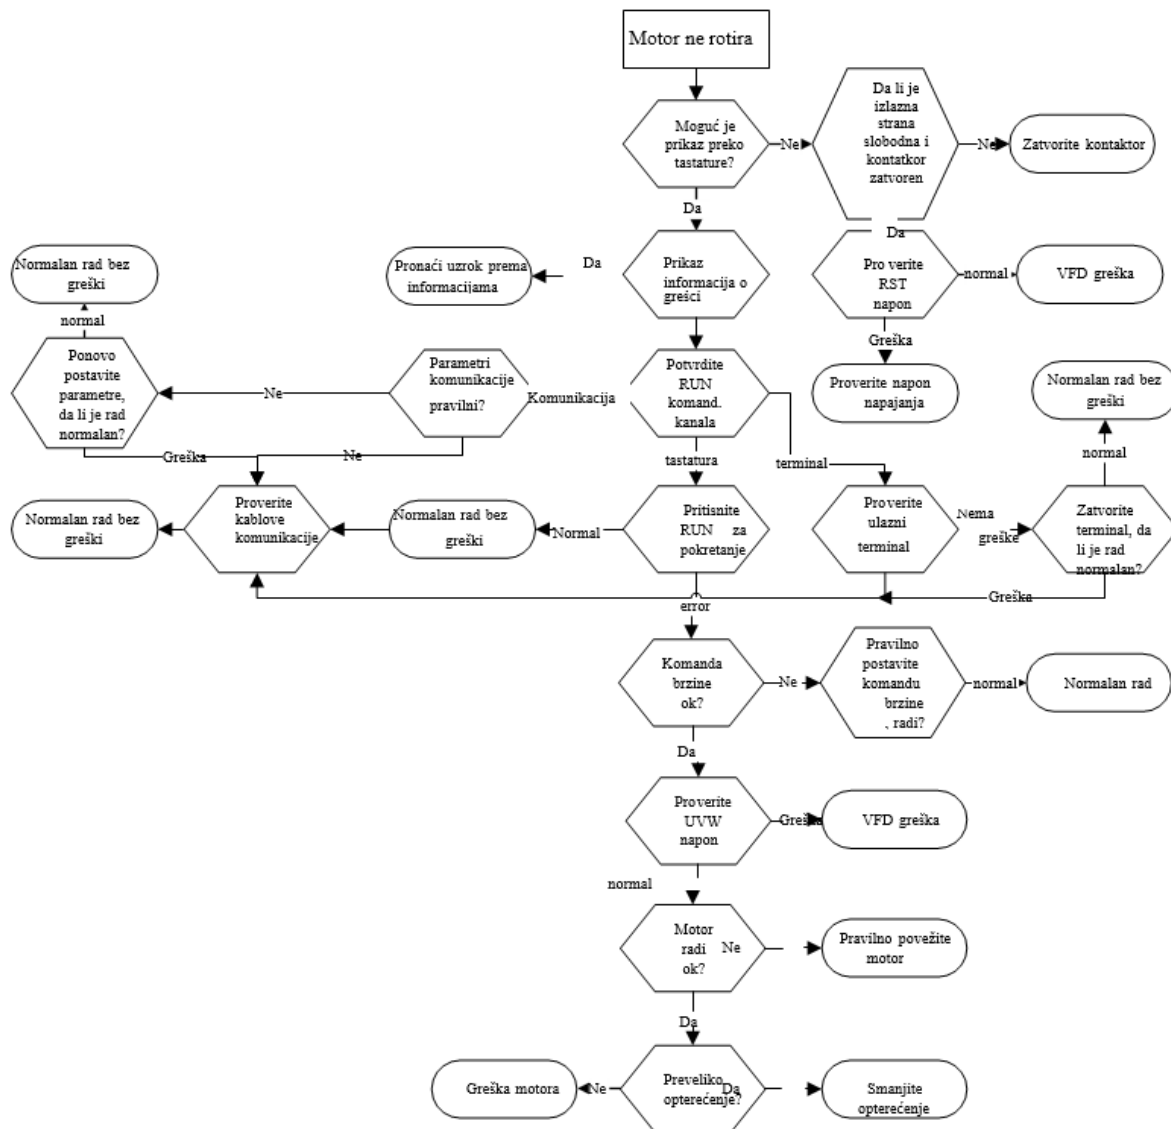 Motor ne rotira
Moguć je
prikaz preko
tastature?
Ne
Da li je
izlazna
strana
slobodna i
kontatkor
zatvoren
Ne
Zatvorite kontaktor
Da
Da
Pronaći uzrok prema
informacijama
Da
Prikaz
informacija o
grešci
Pro verite
RST
napon
normal
VFD greška
Normalan rad bez
greški
normal
Greška
Ponovo
postavite
parametre,
da li je rad
normalan?
Ne
Parametri
komunikacije
pravilni?
Komunikacija
Potvrdite
RUN
komand.
kanala
Proverite napon
napajanja
Normalan rad bez
greški
Greška
Ne
tastatura
terminal
normal
Normalan rad bez
greški
Proverite
kablove
komunikacije
Normalan rad bez
greški
Normal
Pritisnite
RUN za
pokretanje
Proverite
ulazni
terminal
Nema
greške
Zatvorite
terminal, da
li je rad
normalan?
Greška
error
Komanda
brzine
ok?
Ne
Pravilno
postavite
komandu
brzine
, radi?
normal
Normalan rad
Da
Proverite
UVW
napon
Greška
VFD greška
normal
Motor
radi
ok?
Ne
Pravilno povežite
motor
Da
Greška motora
Ne
Preveliko
opterećenje?
Da
Smanjite
opterećenje